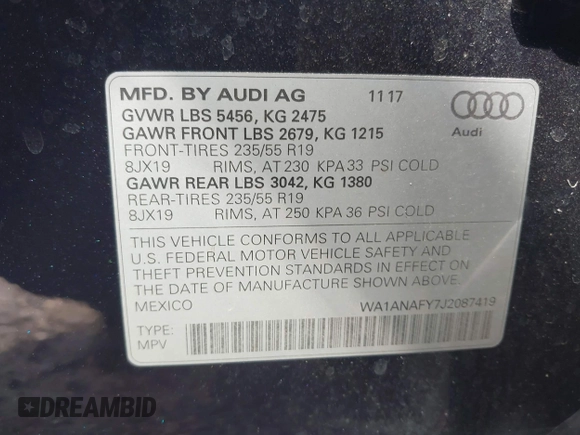 MFD. BY AUDI AG 11 17
GVWR LBS 5456, KG 2475
GAWR FRONT LBS 2679, KG 1215
FRONT-TIRES 235/55 R19
8JX19 RIMS, AT 230 KPA 33 PSI COLD
GAWR REAR LBS 3042, KG 1380
REAR-TIRES 235/55 R19
8JX19 RIMS, AT 250 KPA 36 PSI COLD
Audi
THIS VEHICLE CONFORMS TO ALL APPLICABLE
U.S. FEDERAL MOTOR VEHICLE SAFETY AND
THEFT PREVENTION STANDARDS IN EFFECT ON
THE DATE OF MANUFACTURE SHOWN ABOVE.
MEXICO WA1ANAFY7J2087419
TYPE:
MPV
DREAMBID